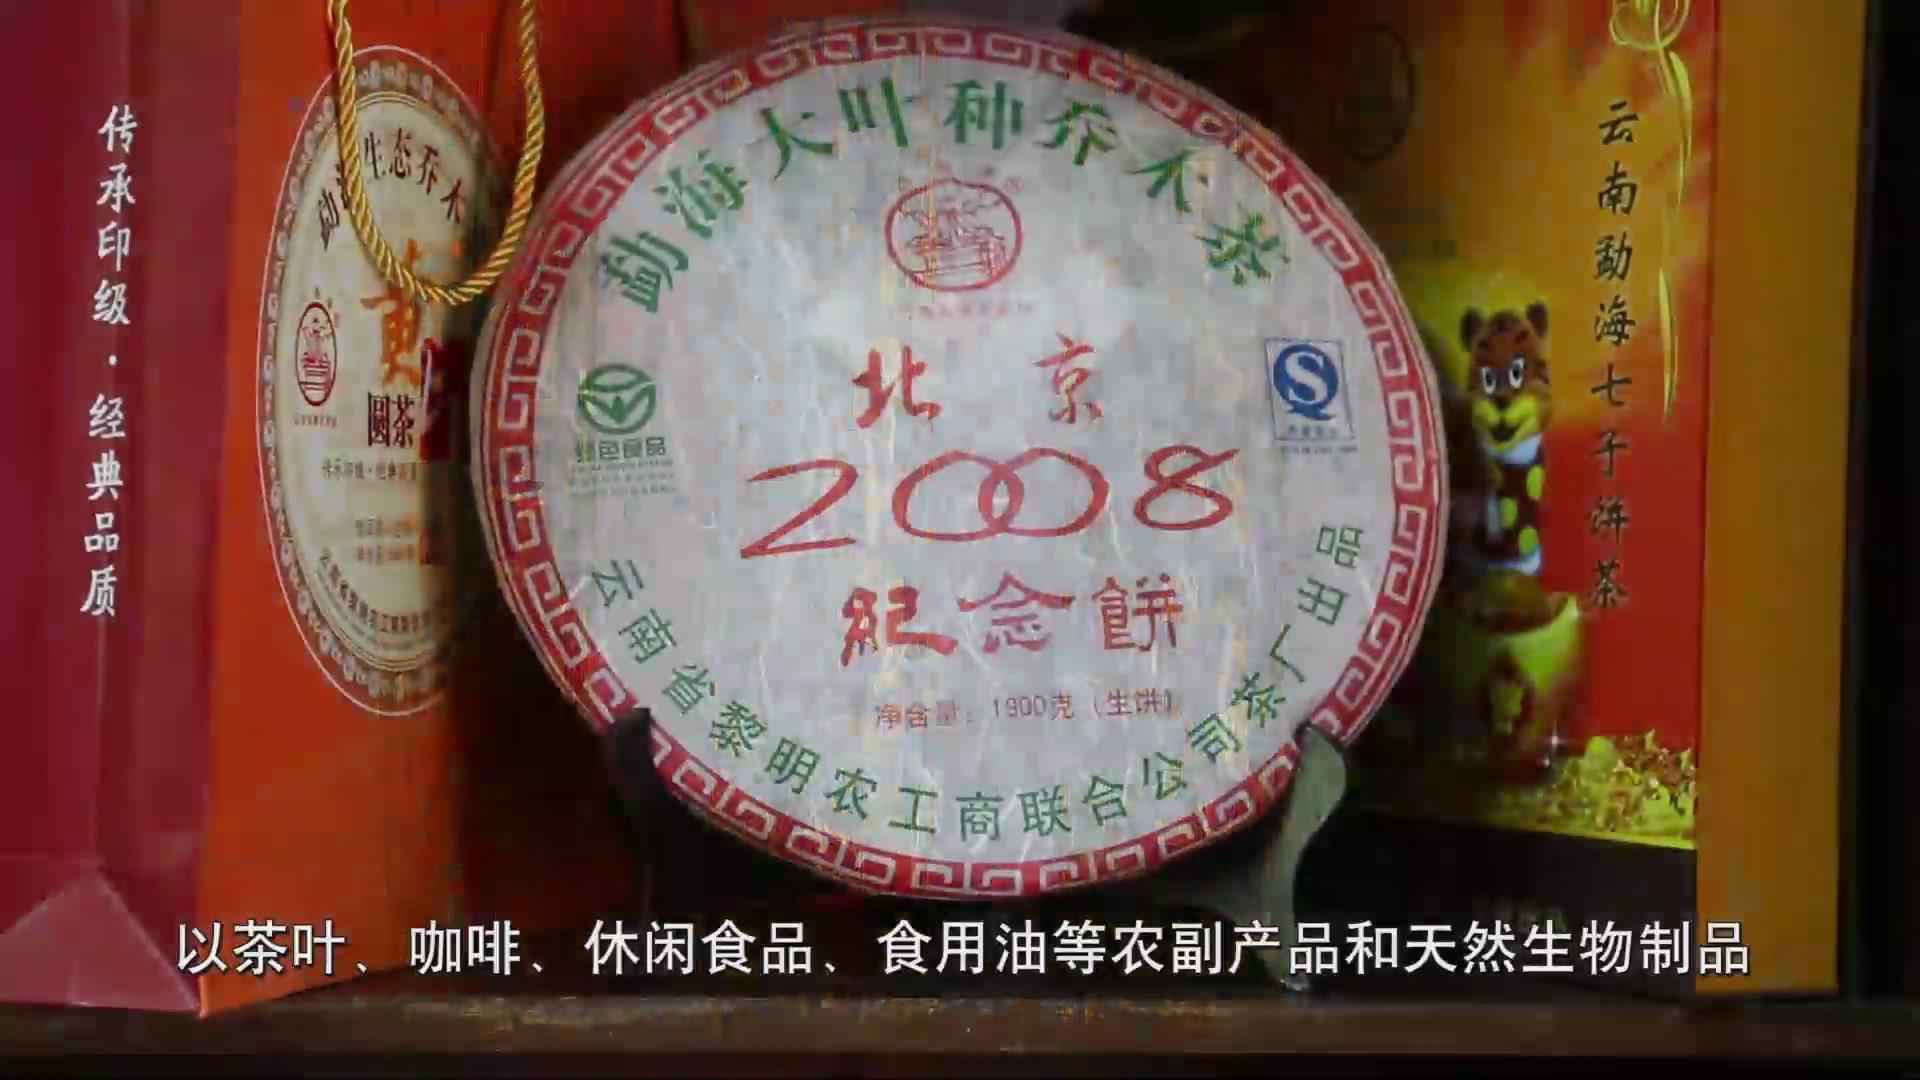 传承印级·经典品质
生态乔木
圆茶
勐海大叶种乔木茶
北京
2008
紀念餅
净含量：1900克（生饼）
绿色食品
S
云南省黎明农工商联合公司茶厂出品
云南勐海七子饼茶
以茶叶、咖啡、休闲食品、食用油等农副产品和天然生物制品